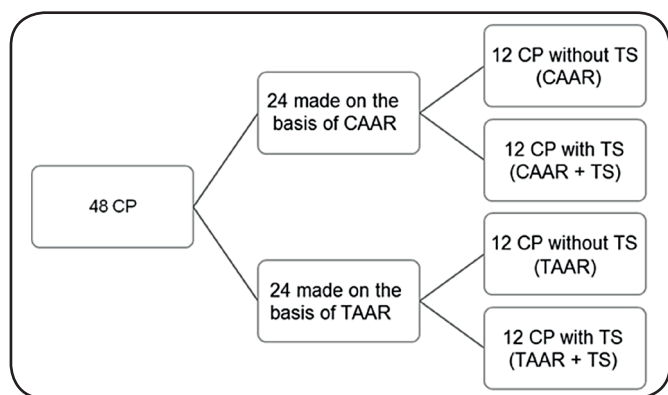 48 CP
24 made on the
basis of CAAR
12 CP without TS
(CAAR)
12 CP with TS
(CAAR + TS)
24 made on the
basis of TAAR
12 CP without TS
(TAAR)
12 CP with TS
(TAAR + TS)